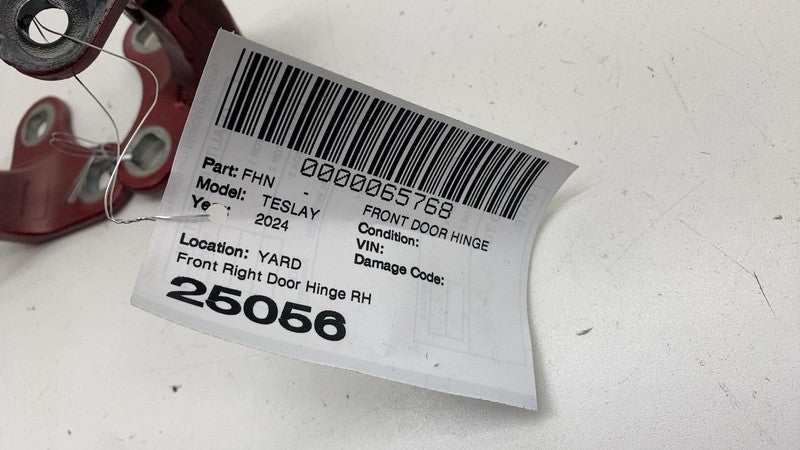 0000065768
Part: FHN - FRONT DOOR HINGE
Model: TESLAY
Condition:
Year: 2024
VIN:
Damage Code:
Location: YARD
Front Right Door Hinge RH
25056